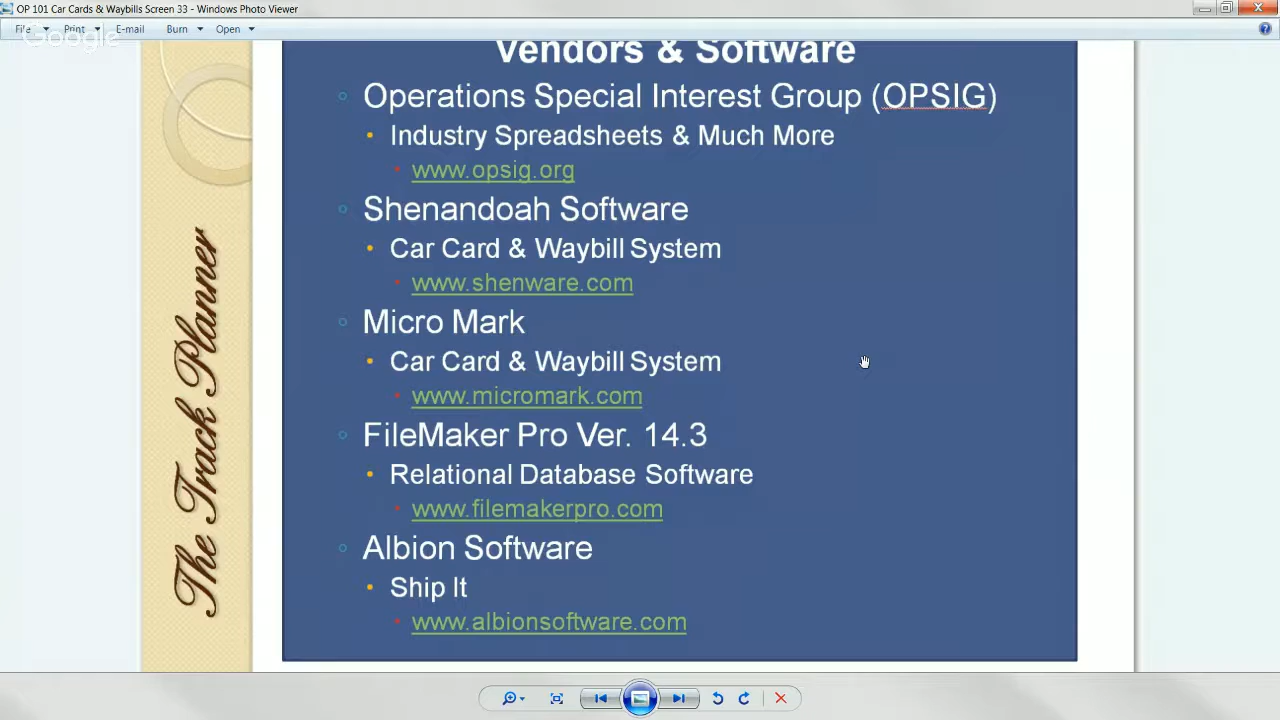 OP 101 Car Cards & Waybills Screen 33 - Windows Photo Viewer
File Print E-mail Burn Open
Google
Vendors & Software
Operations Special Interest Group (OPSIG)
Industry Spreadsheets & Much More
www.opsig.org
Shenandoah Software
Car Card & Waybill System
www.shenware.com
Micro Mark
Car Card & Waybill System
www.micromark.com
FileMaker Pro Ver. 14.3
Relational Database Software
www.filemakerpro.com
Albion Software
Ship It
www.albionsoftware.com
The Track Planner